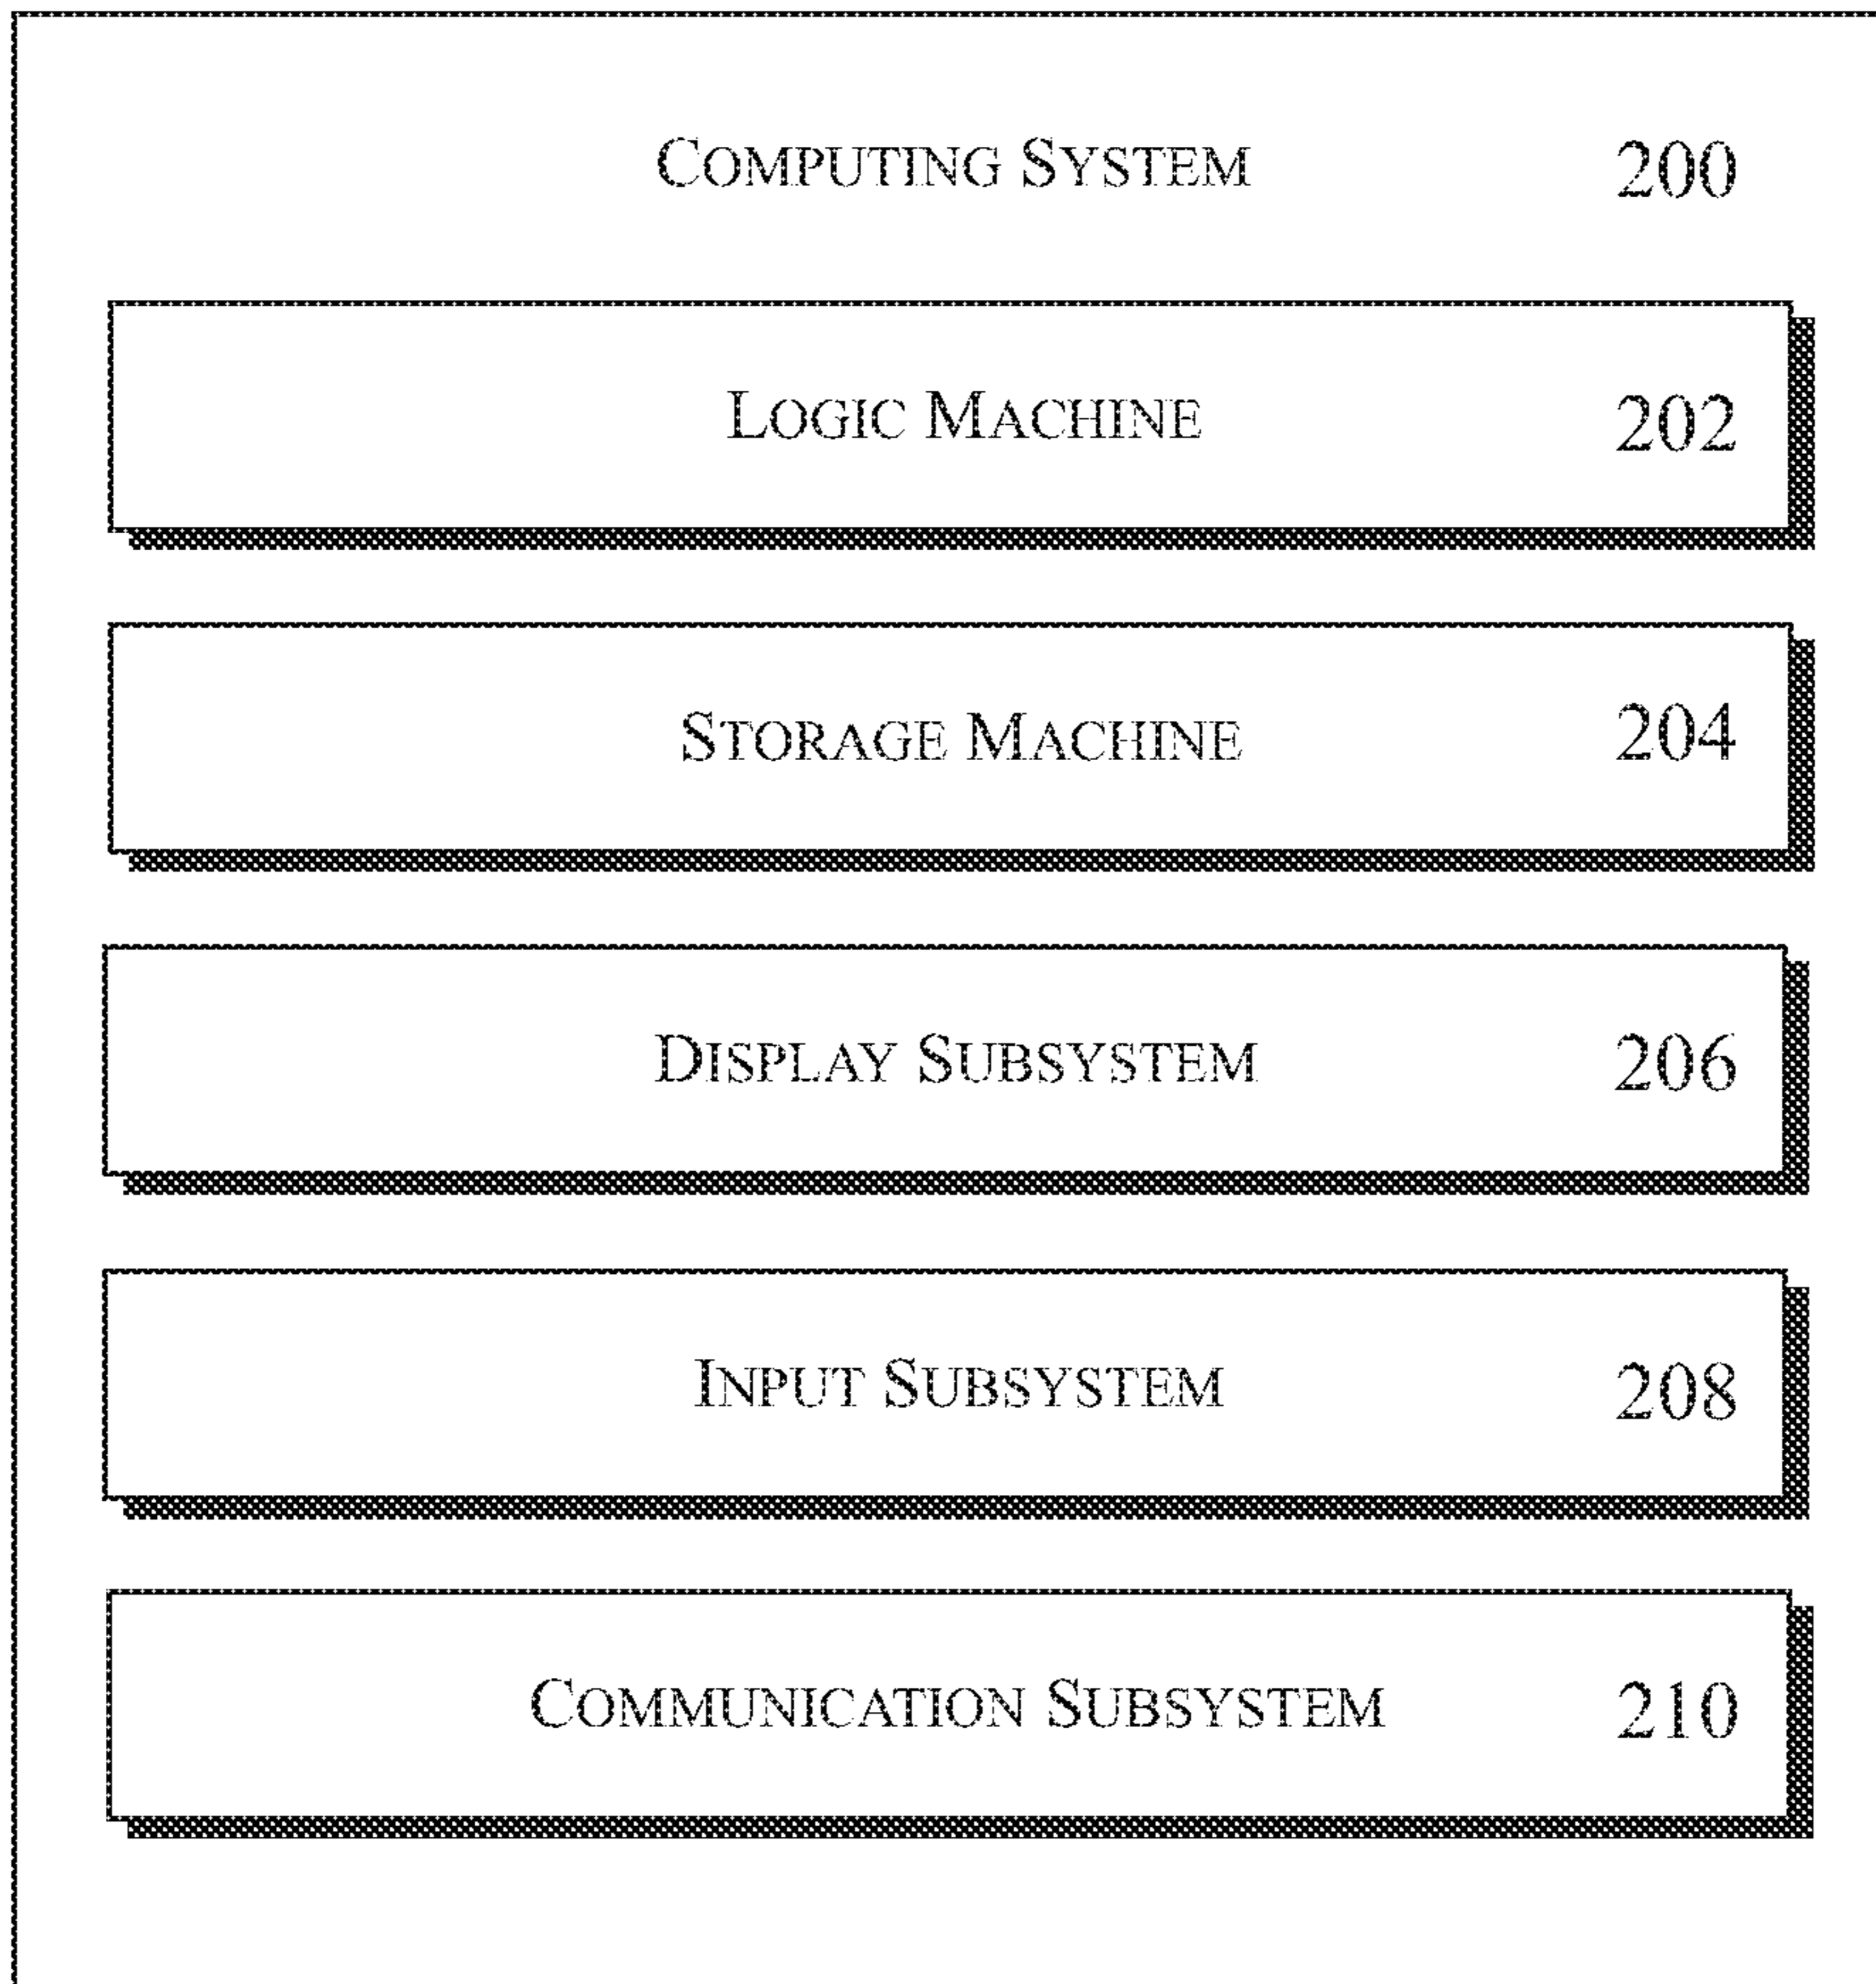 COMPUTING SYSTEM 200
LOGIC MACHINE 202
STORAGE MACHINE 204
DISPLAY SUBSYSTEM 206
INPUT SUBSYSTEM 208
COMMUNICATION SUBSYSTEM 210